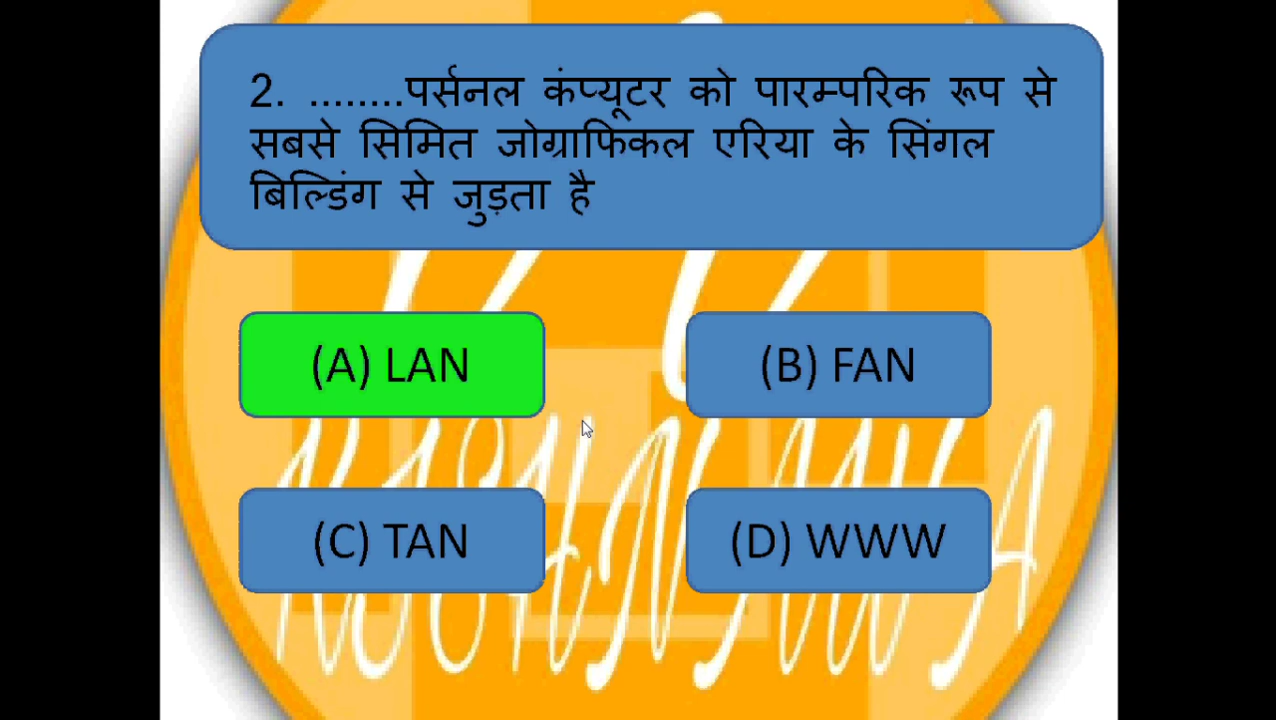 2. ........पर्सनल कंप्यूटर को पारम्परिक रूप से
सबसे सिमित जोग्राफिकल एरिया के सिंगल
बिल्डिंग से जुड़ता है
(A) LAN
(B) FAN
(C) TAN
(D) WWW